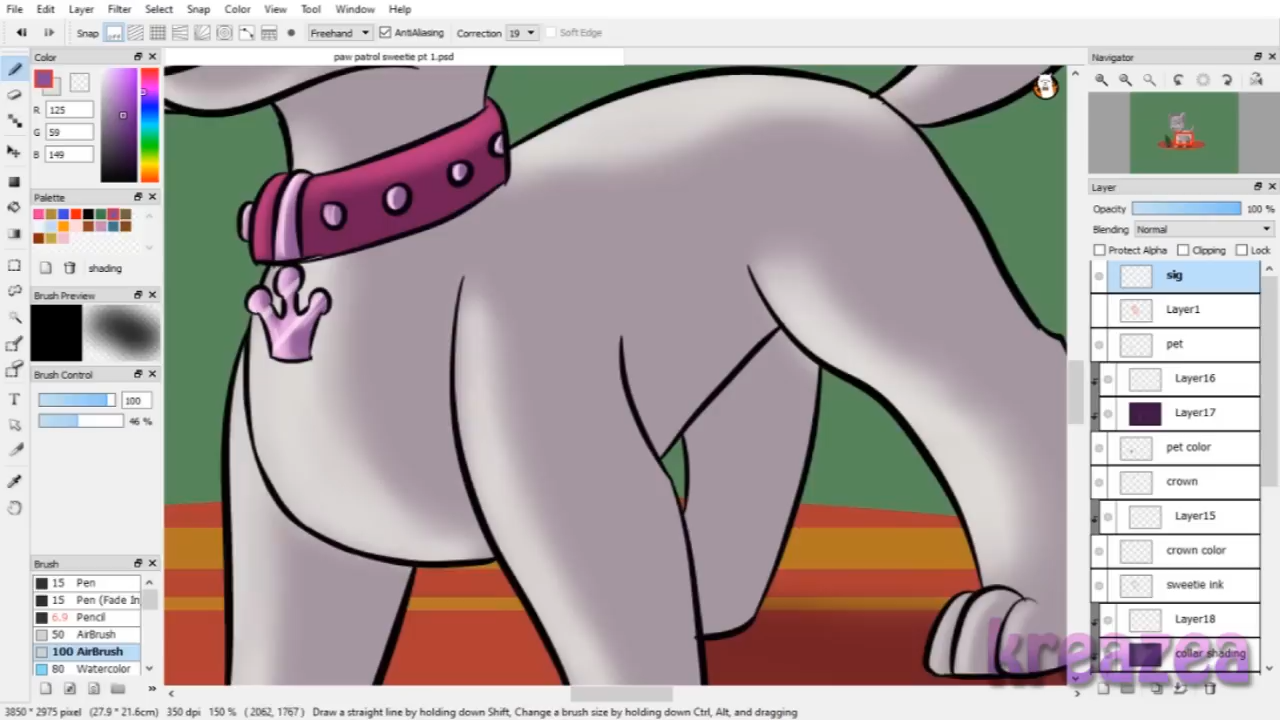 File Edit Layer Filter Select Snap Color View Tool Window Help
Snap OFF Freehand AntiAliasing Correction 19 Soft Edge
paw patrol sweetie pt 1.psd
Color
R 125
G 59
B 149
Palette
shading
Brush Preview
Brush Control
100
46 %
Brush
15 Pen
15 Pen (Fade In
6.9 Pencil
50 AirBrush
100 AirBrush
80 Watercolor
Navigator
Layer
Opacity 100 %
Blending Normal
Protect Alpha Clipping Lock
sig
Layer1
pet
Layer16
Layer17
pet color
crown
Layer15
crown color
sweetie ink
Layer18
collar shading
kreazea
3850 * 2975 pixel (27.9 * 21.6cm) 350 dpi 150 % ( 2062, 1767) Draw a straight line by holding down Shift, Change a brush size by holding down Ctrl, Alt, and dragging